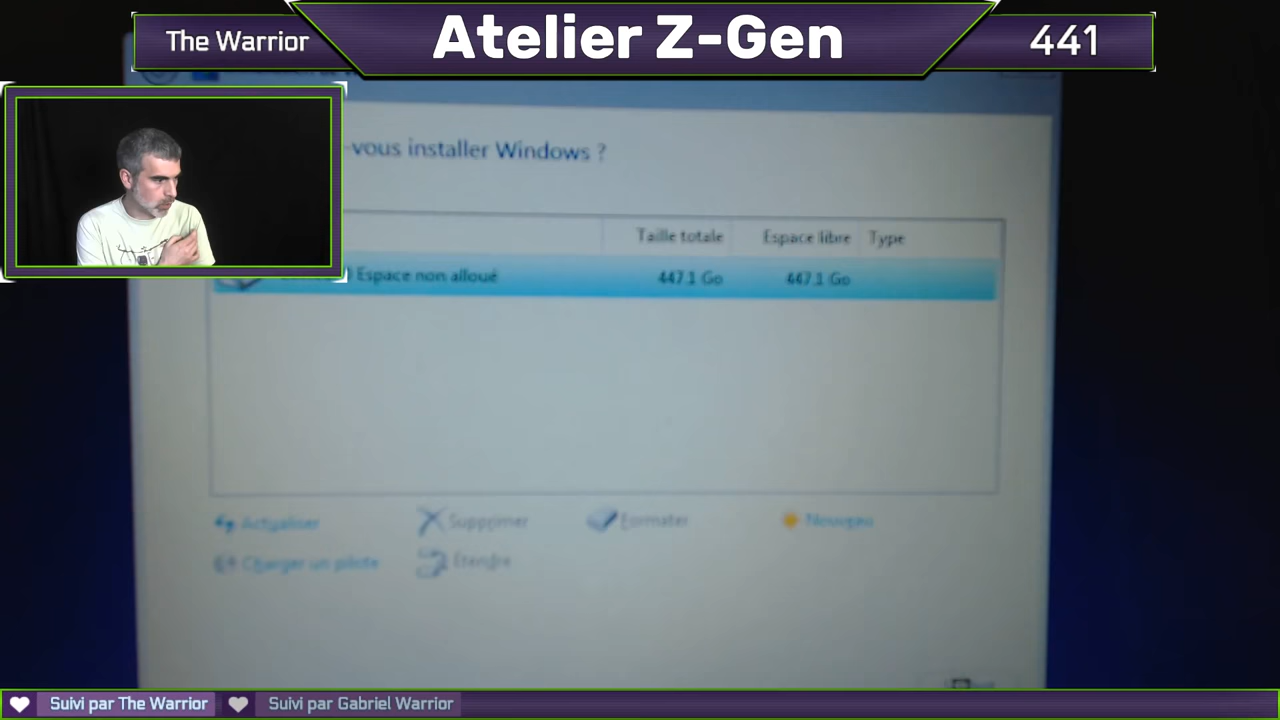 The Warrior
Atelier Z-Gen
441
-vous installer Windows ?
Taille totale Espace libre Type
Espace non alloué 447.1 Go 447.1 Go
Actualiser Supprimer Formater Nouveau
Charger un pilote Étendre
Suivi par The Warrior Suivi par Gabriel Warrior